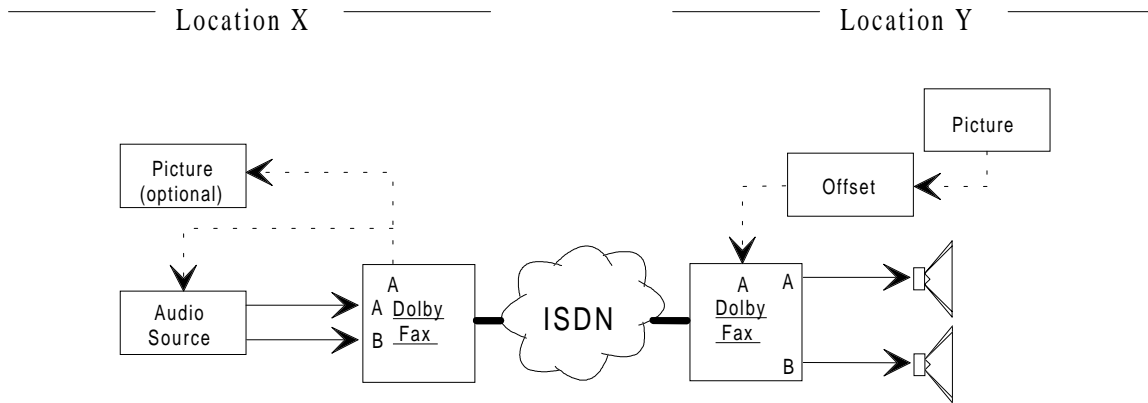 Location X
Location Y
Picture
Picture
(optional)
Offset
A
A
A
Audio
Source
A
B
Dolby
Fax
ISDN
Dolby
Fax
B